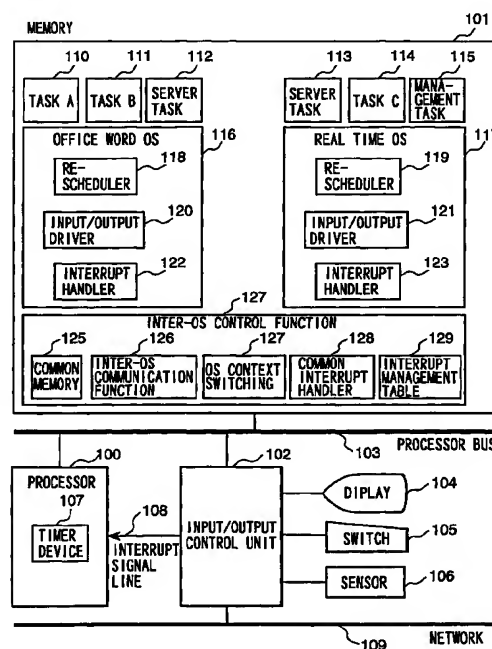 MEMORY
101
110
111
112
113
114
115
TASK A
TASK B
SERVER
TASK
SERVER
TASK
TASK C
MANA-
GEMENT
TASK
OFFICE WORD OS
116
118
RE-
SCHEDULER
120
INPUT/OUTPUT
DRIVER
122
INTERRUPT
HANDLER
REAL TIME OS
117
119
RE-
SCHEDULER
121
INPUT/OUTPUT
DRIVER
123
INTERRUPT
HANDLER
127
INTER-OS CONTROL FUNCTION
125
126
127
128
129
COMMON
MEMORY
INTER-OS
COMMUNICATION
FUNCTION
OS CONTEXT
SWITCHING
COMMON
INTERRUPT
HANDLER
INTERRUPT
MANAGEMENT
TABLE
103
PROCESSOR BUS
100
102
PROCESSOR
107
TIMER
DEVICE
108
INTERRUPT
SIGNAL
LINE
INPUT/OUTPUT
CONTROL UNIT
DIPLAY
104
SWITCH
105
SENSOR
106
109
NETWORK